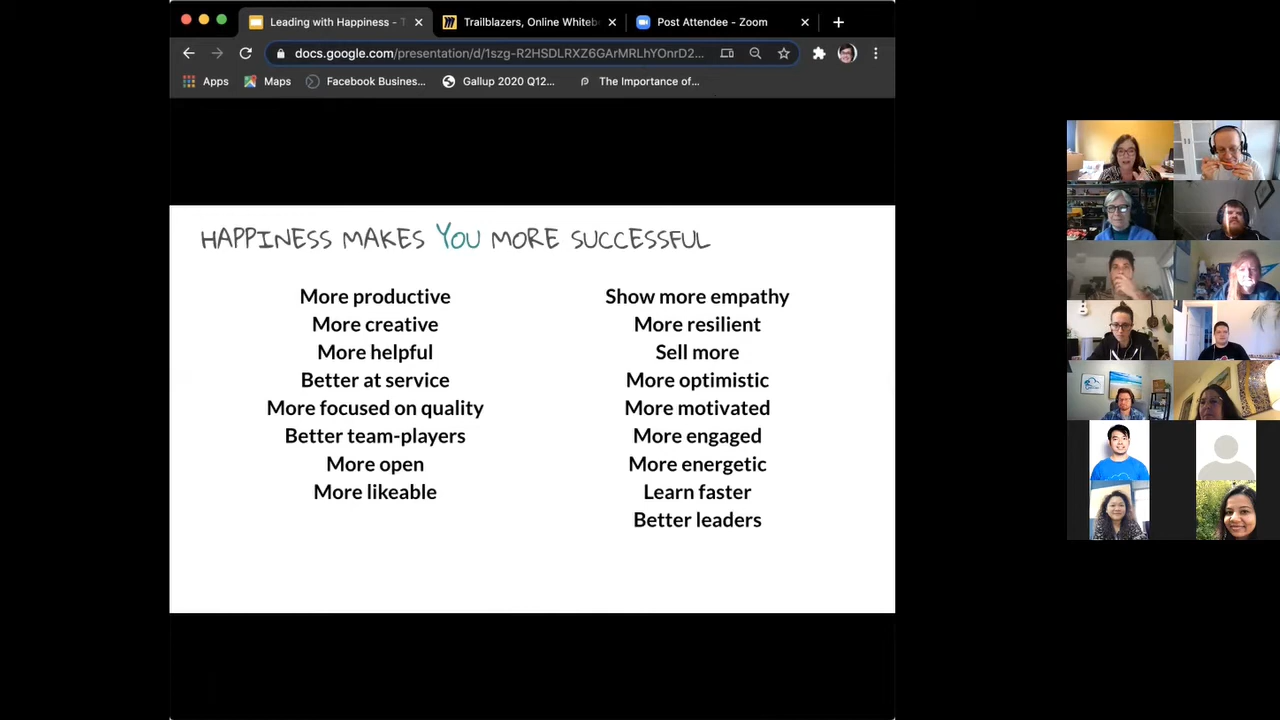 Leading with Happiness - T
Trailblazers, Online Whitebo
Post Attendee - Zoom
docs.google.com/presentation/d/1szg-R2HSDLRXZ6GArMRLhYOnrD2...
Apps
Maps
Facebook Busines...
Gallup 2020 Q12...
The Importance of...
HAPPINESS MAKES YOU MORE SUCCESSFUL
More productive
More creative
More helpful
Better at service
More focused on quality
Better team-players
More open
More likeable
Show more empathy
More resilient
Sell more
More optimistic
More motivated
More engaged
More energetic
Learn faster
Better leaders